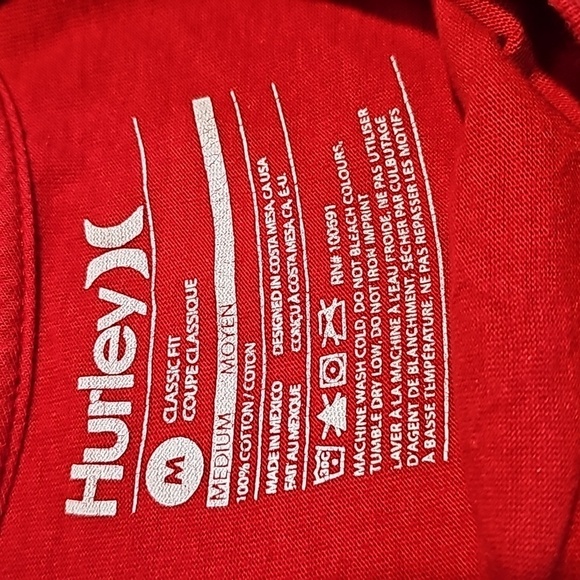 Hurley
M
CLASSIC FIT
COUPE CLASSIQUE
MEDIUM MOYEN
100% COTTON / COTON
MADE IN MEXICO DESIGNED IN COSTA MESA, CA USA
FAIT AU MEXIQUE CONÇU À COSTA MESA, CA, É.-U.
30C RN# 100691
MACHINE WASH COLD, DO NOT BLEACH COLOURS,
TUMBLE DRY LOW, DO NOT IRON IMPRINT
LAVER À LA MACHINE À L'EAU FROIDE, NE PAS UTILISER
D'AGENT DE BLANCHIMENT, SÉCHER PAR CULBUTAGE
À BASSE TEMPÉRATURE, NE PAS REPASSER LES MOTIFS